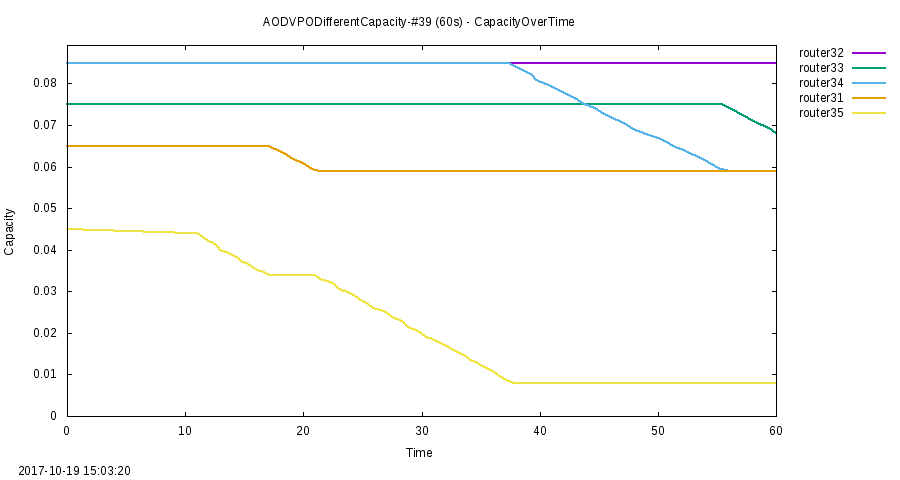 AODVPODifferentCapacity-#39 (60s) - CapacityOverTime
router32
router33
router34
router31
router35
0.08
0.07
0.06
0.05
0.04
0.03
0.02
0.01
0
Capacity
0 10 20 30 40 50 60
Time
2017-10-19 15:03:20